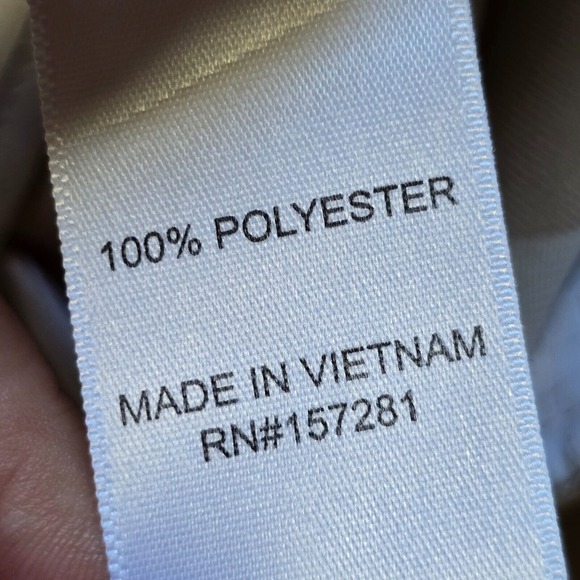 100% POLYESTER
MADE IN VIETNAM
RN#157281